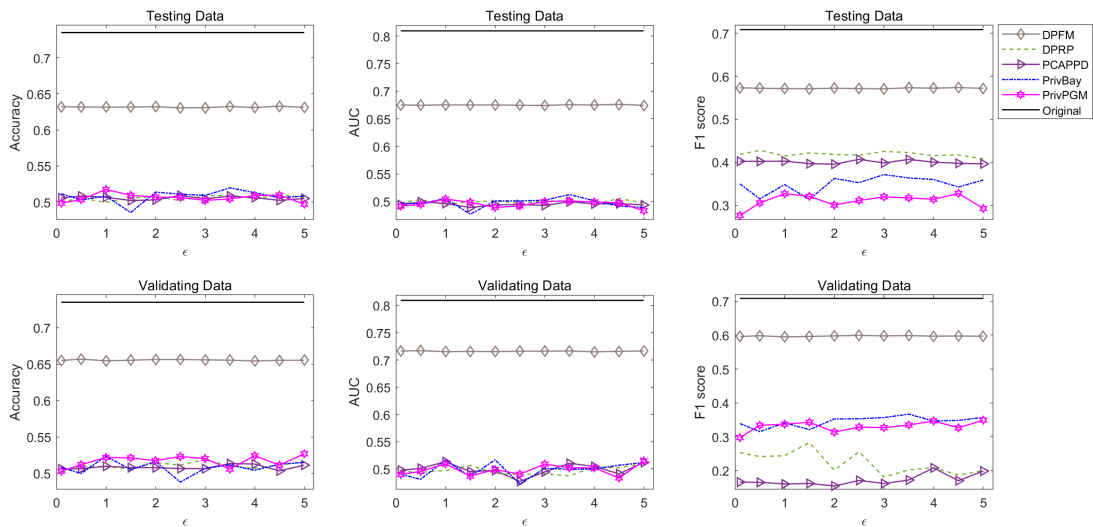 Testing Data
Accuracy
0.7
0.65
0.6
0.55
0.5
0 1 2 3 4 5
ϵ
Testing Data
AUC
0.8
0.75
0.7
0.65
0.6
0.55
0.5
0 1 2 3 4 5
ϵ
Testing Data
F1 score
0.7
0.6
0.5
0.4
0.3
0 1 2 3 4 5
ϵ
DPFM
DPRP
PCAPPD
PrivBay
PrivPGM
Original
Validating Data
Accuracy
0.7
0.65
0.6
0.55
0.5
0 1 2 3 4 5
ϵ
Validating Data
AUC
0.8
0.75
0.7
0.65
0.6
0.55
0.5
0 1 2 3 4 5
ϵ
Validating Data
F1 score
0.7
0.6
0.5
0.4
0.3
0.2
0 1 2 3 4 5
ϵ